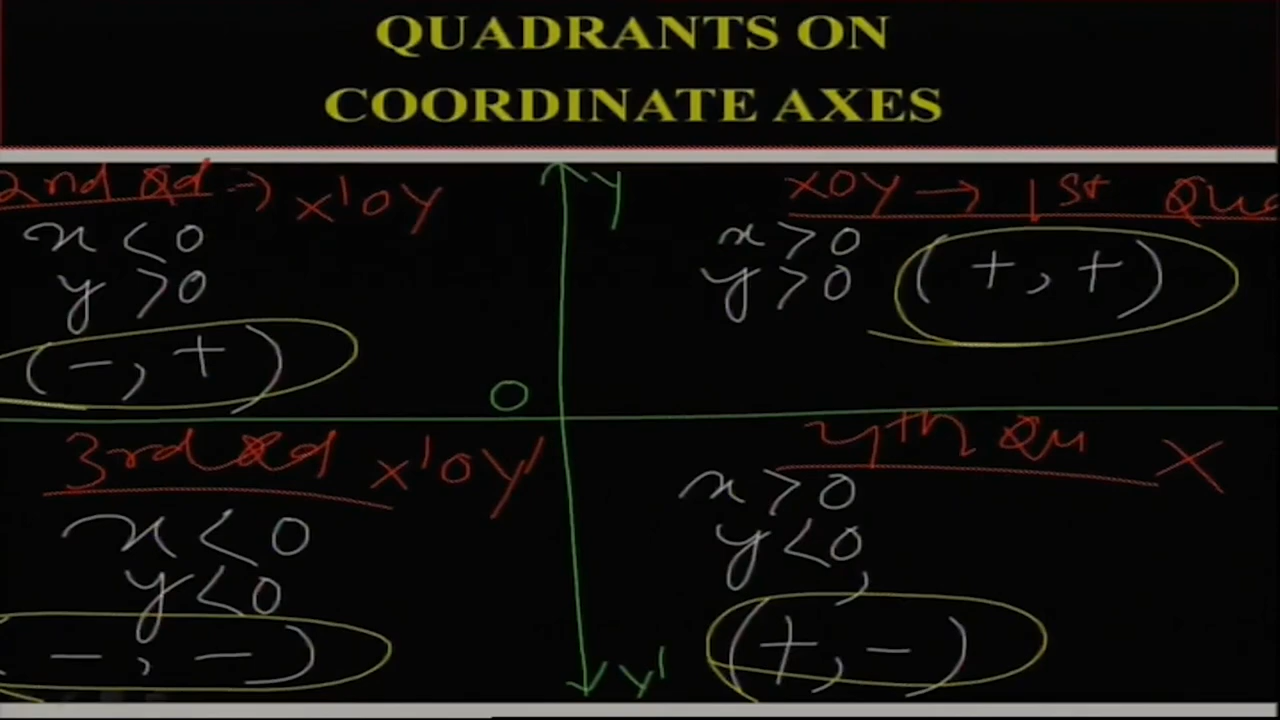 QUADRANTS ON
COORDINATE AXES
2nd Qd → X'OY
x < 0
y > 0
(-, +)
Y
XOY → 1st Qua
x > 0
y > 0
(+, +)
O
3rd Qd X'OY'
x < 0
y < 0
(-, -)
4th Qu X
x > 0
y < 0,
(+, -)
Y'